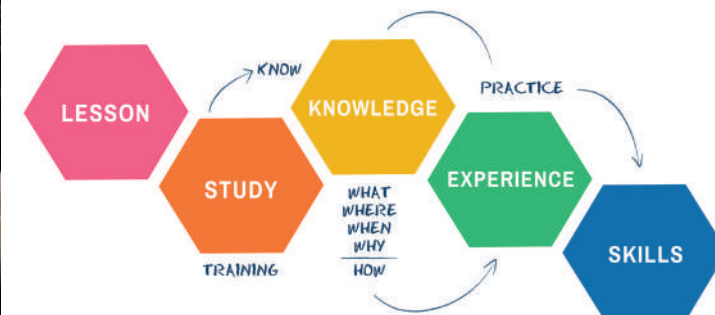 LESSON
STUDY
TRAINING
KNOW
KNOWLEDGE
WHAT
WHERE
WHEN
WHY
HOW
PRACTICE
EXPERIENCE
SKILLS